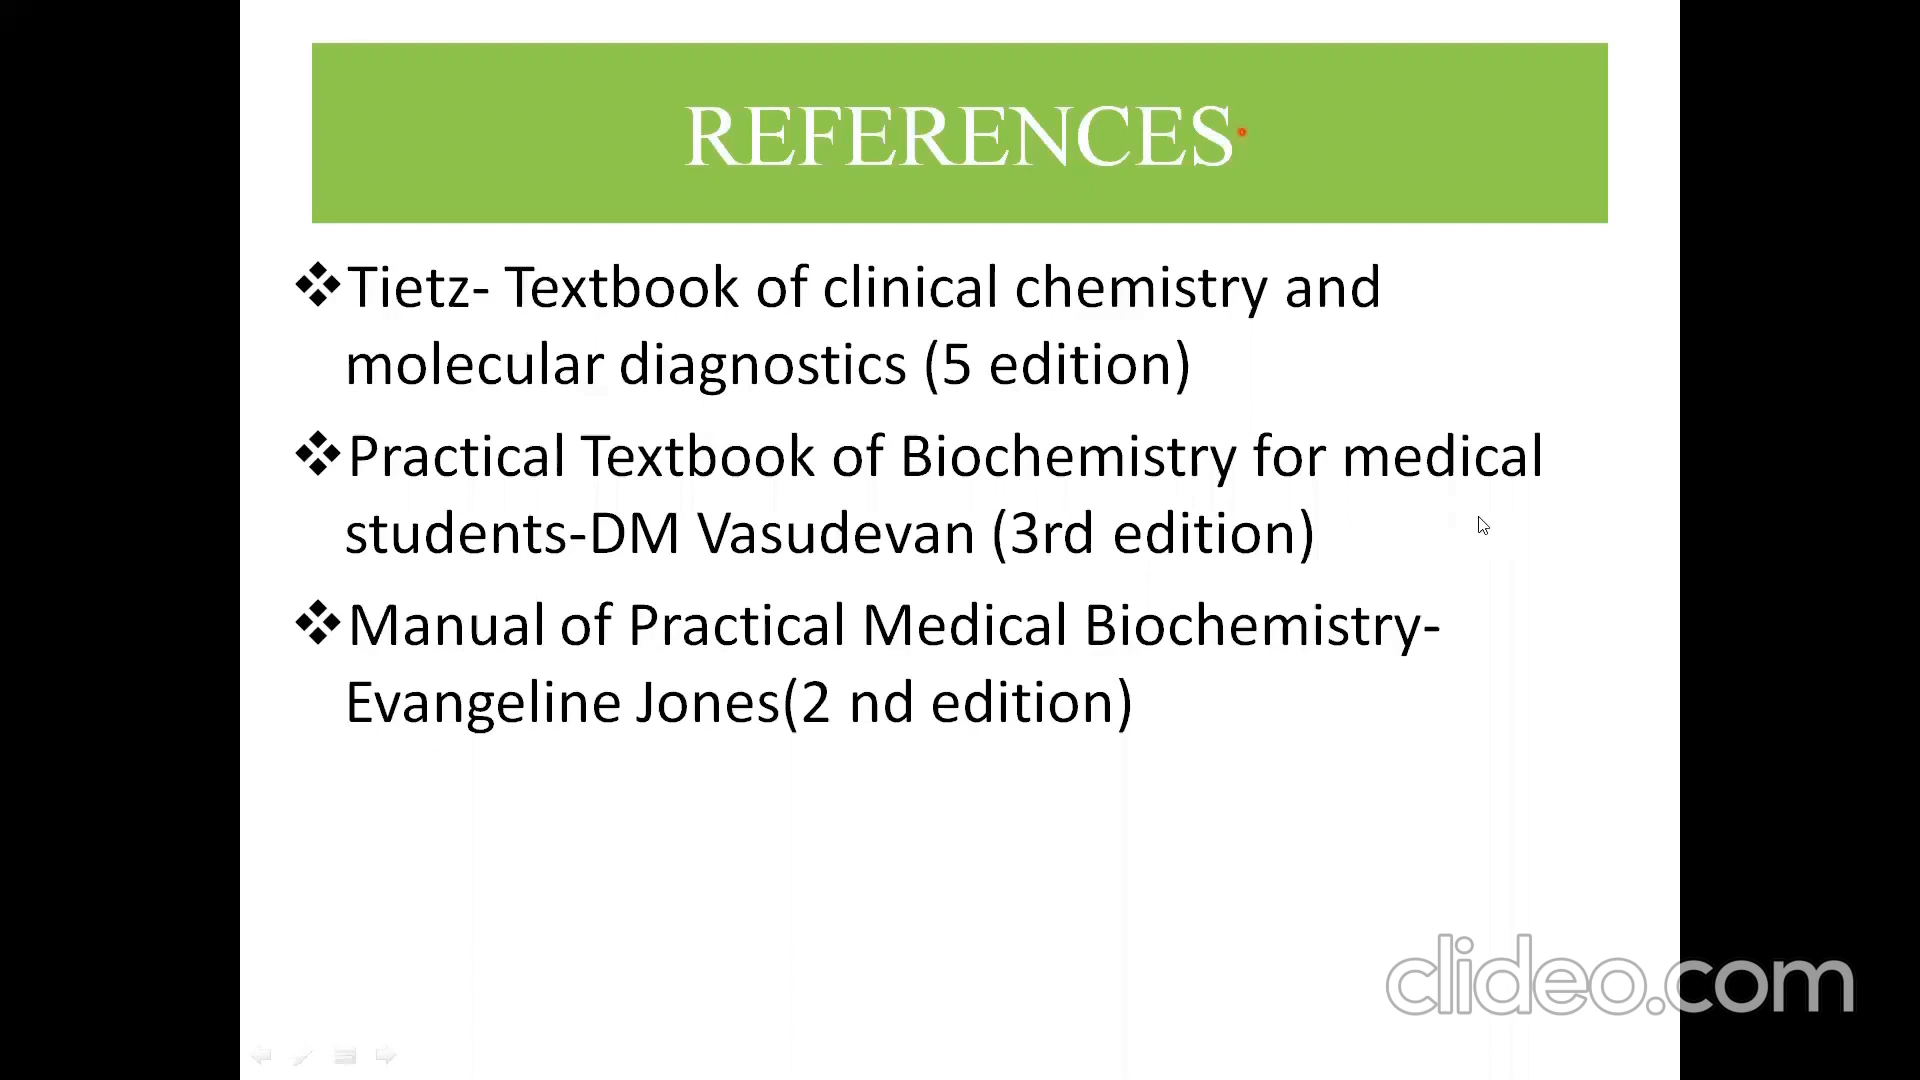 REFERENCES
❖Tietz- Textbook of clinical chemistry and
molecular diagnostics (5 edition)
❖Practical Textbook of Biochemistry for medical
students-DM Vasudevan (3rd edition)
❖Manual of Practical Medical Biochemistry-
Evangeline Jones(2 nd edition)
clideo.com